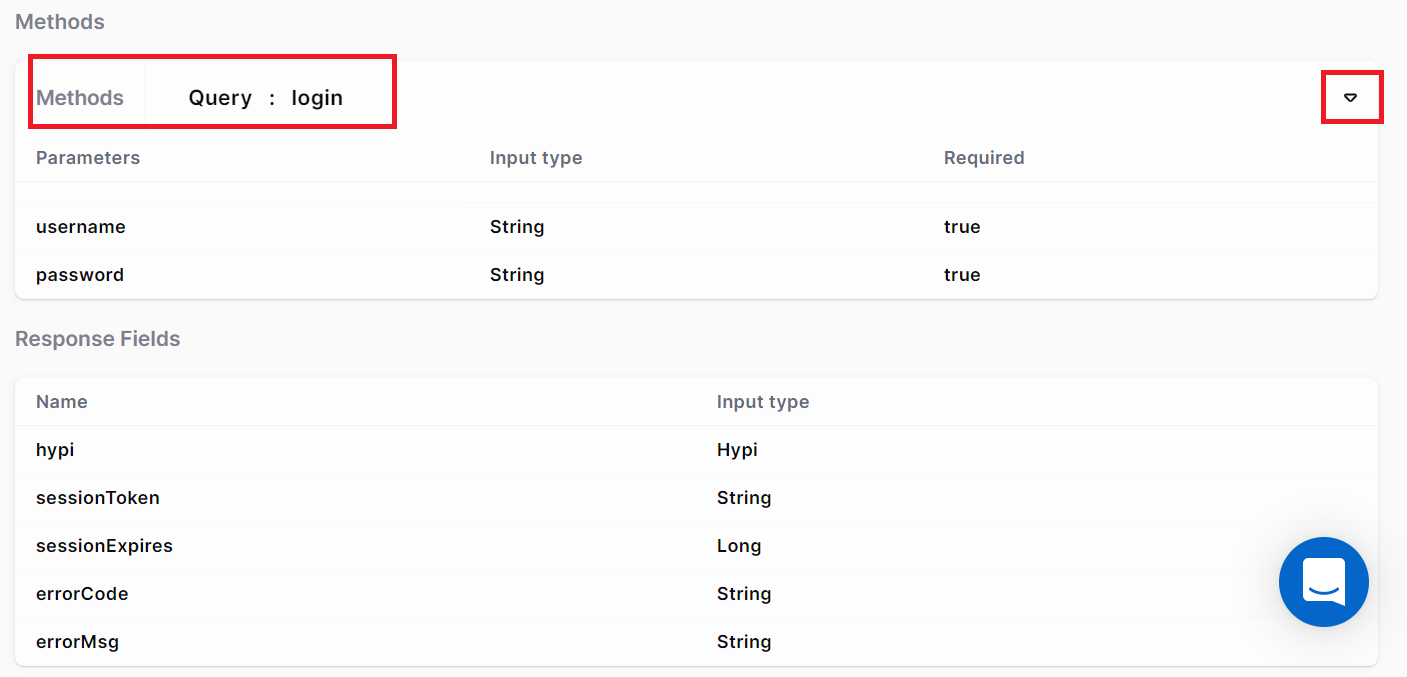 Methods
Methods Query : login
Parameters Input type Required
username String true
password String true
Response Fields
Name Input type
hypi Hypi
sessionToken String
sessionExpires Long
errorCode String
errorMsg String